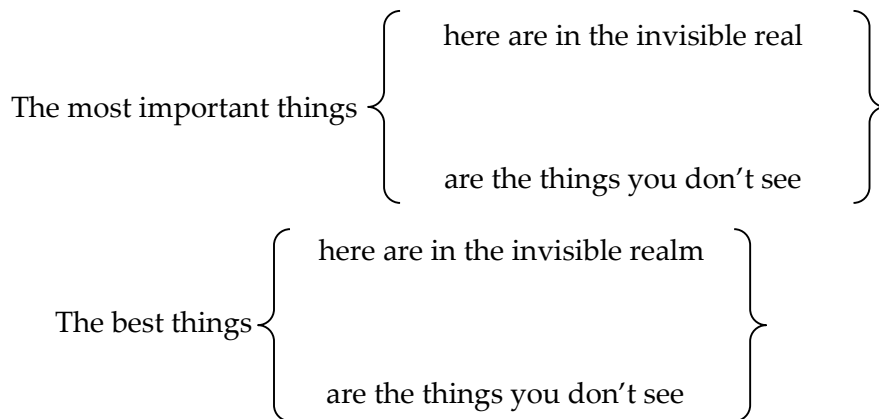 here are in the invisible real
The most important things
are the things you don't see
here are in the invisible realm
The best things
are the things you don't see